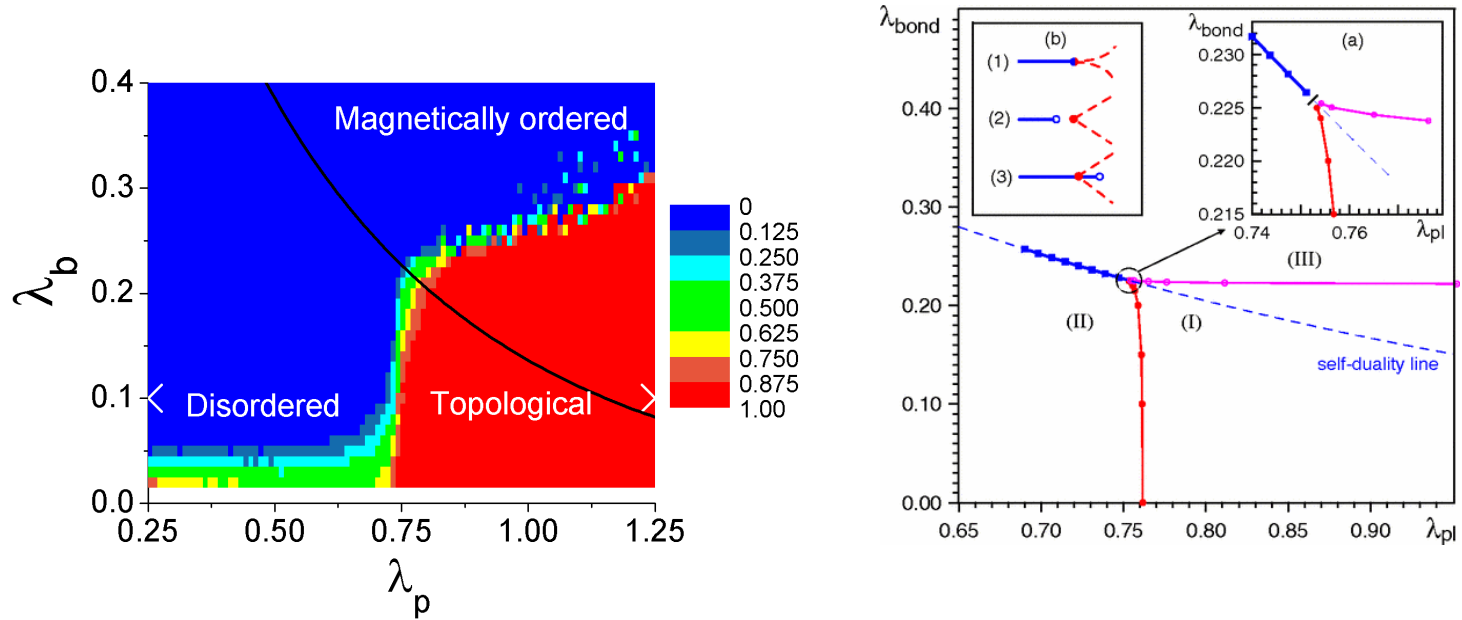 0.4
0.3
0.2
0.1
0.0
λb
Magnetically ordered
Disordered
Topological
0.25
0.50
0.75
1.00
1.25
λp
0
0.125
0.250
0.375
0.500
0.625
0.750
0.875
1.00
λbond
0.40
0.30
0.20
0.10
0.00
(b)
(1)
(2)
(3)
λbond
(a)
0.230
0.225
0.220
0.215
0.74
0.76
λpl
(III)
(II)
(I)
self-duality line
0.65
0.70
0.75
0.80
0.85
0.90
λpl